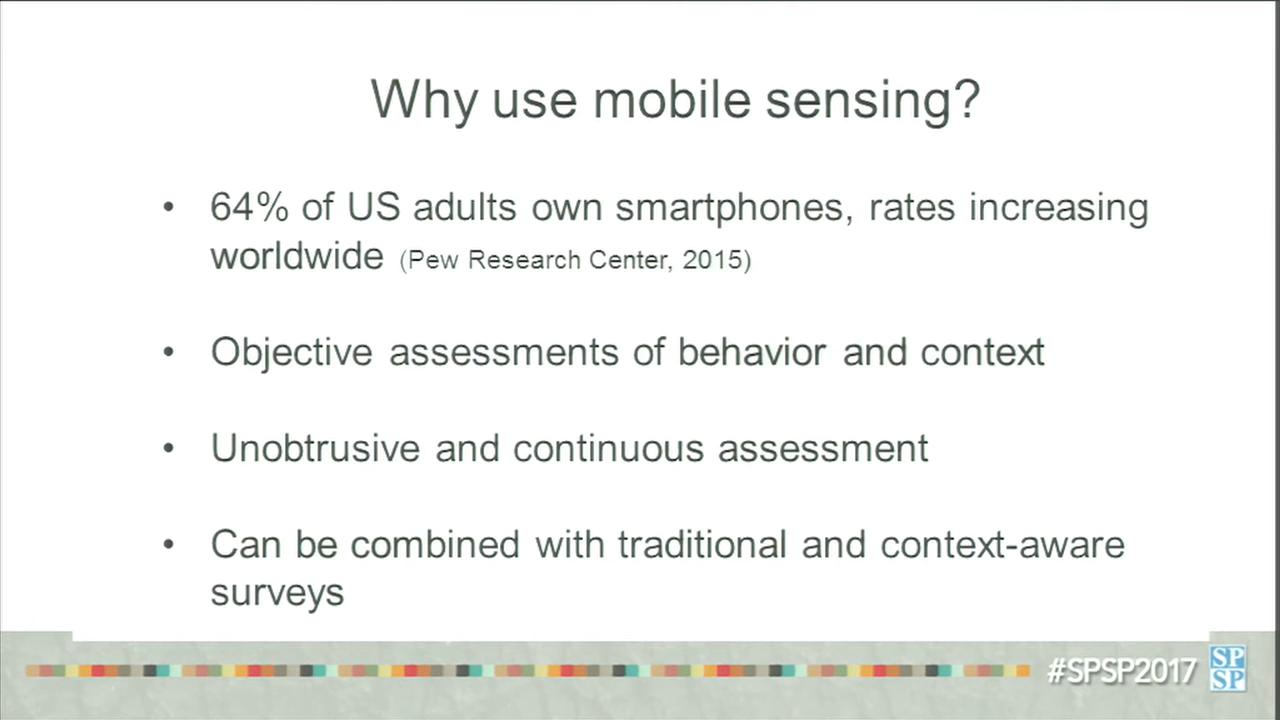 Why use mobile sensing?
• 64% of US adults own smartphones, rates increasing
worldwide (Pew Research Center, 2015)
• Objective assessments of behavior and context
• Unobtrusive and continuous assessment
• Can be combined with traditional and context-aware
surveys
#SPSP2017
SP
SP